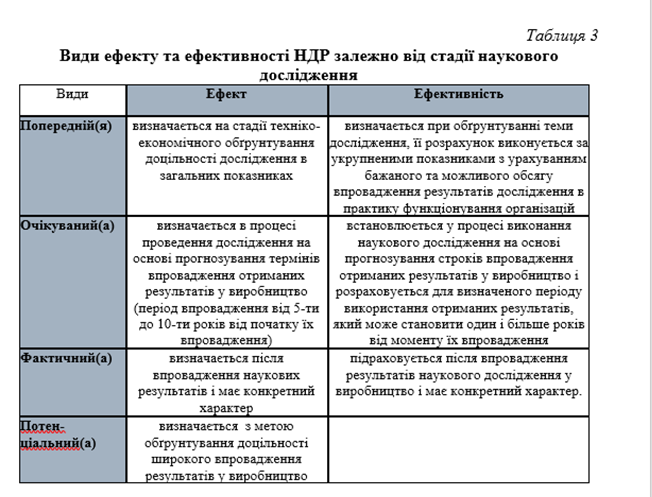 Таблиця 3
Види ефекту та ефективності НДР залежно від стадії наукового
дослідження
Види
Ефект
Ефективність
Попередній(я)
визначається на стадії техніко-
економічного обґрунтування
доцільності дослідження в
загальних показниках
визначається при обґрунтуванні теми
дослідження, її розрахунок виконується за
укрупненими показниками з урахуванням
бажаного та можливого обсягу
впровадження результатів дослідження в
практику функціонування організацій
Очікуваний(а)
визначається в процесі
проведення дослідження на
основі прогнозування термінів
впровадження отриманих
результатів у виробництво
(період впровадження від 5-ти
до 10-ти років від початку їх
впровадження)
встановлюється у процесі виконання
наукового дослідження на основі
прогнозування строків впровадження
отриманих результатів у виробництво і
розраховується для визначеного періоду
використання отриманих результатів,
який може становити один і більше років
від моменту їх впровадження
Фактичний(а)
визначається після
впровадження наукових
результатів і має конкретний
характер
підраховується після впровадження
результатів наукового дослідження у
виробництво і має конкретний характер.
Потен-
ціальний(а)
визначається з метою
обґрунтування доцільності
широкого впровадження
результатів у виробництво